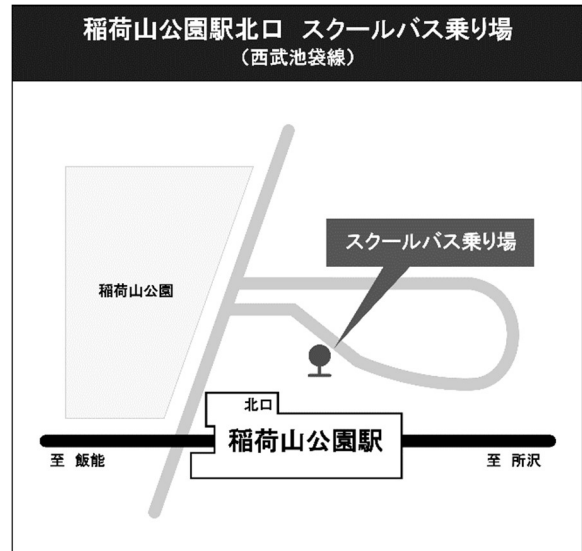 稲荷山公園駅北口 スクールバス乗り場
（西武池袋線）
スクールバス乗り場
稲荷山公園
北口
稲荷山公園駅
至 飯能
至 所沢